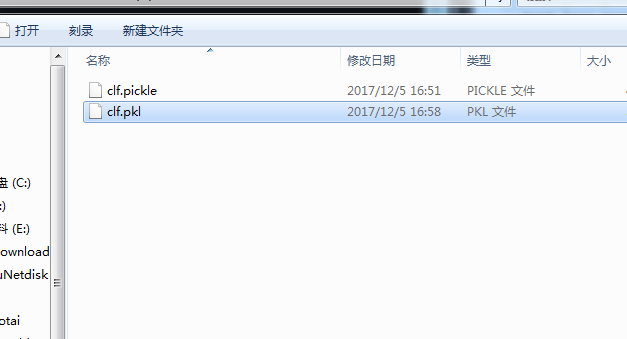 打开 刻录 新建文件夹
名称 修改日期 类型 大小
clf.pickle 2017/12/5 16:51 PICKLE 文件
clf.pkl 2017/12/5 16:58 PKL 文件
盘 (C:)
:)
料 (E:)
ownload
uNetdisk
otai